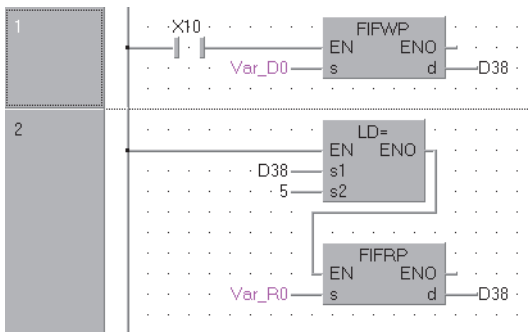 1
X10
FIFWP
EN ENO
Var_D0 s d D38
2
LD=
EN ENO
D38 s1
5 s2
FIFRP
EN ENO
Var_R0 s d D38